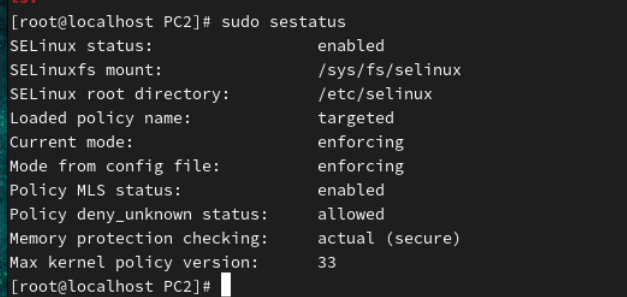 [root@localhost PC2]# sudo sestatus
SELinux status:                 enabled
SELinuxfs mount:                /sys/fs/selinux
SELinux root directory:         /etc/selinux
Loaded policy name:             targeted
Current mode:                   enforcing
Mode from config file:          enforcing
Policy MLS status:              enabled
Policy deny_unknown status:     allowed
Memory protection checking:     actual (secure)
Max kernel policy version:      33
[root@localhost PC2]#